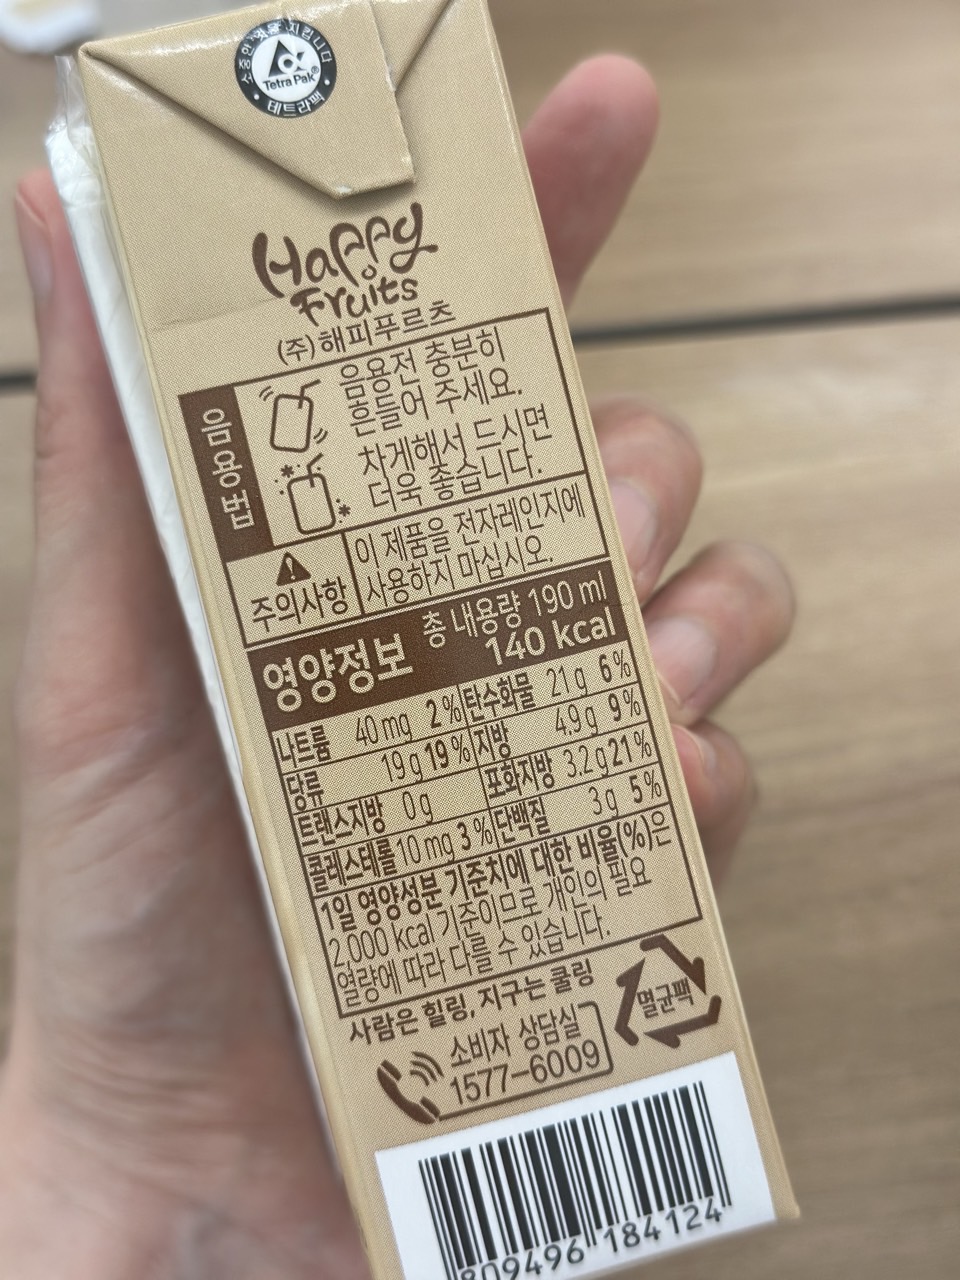 소중한 것을 지킵니다
Tetra Pak®
테트라팩
Happy
Fruits
(주)해피푸르츠
음용법
음용전 충분히
흔들어 주세요.
차게해서 드시면
더욱 좋습니다.
주의사항
이 제품을 전자레인지에
사용하지 마십시오.
영양정보
총 내용량 190 ml
140 kcal
나트륨 40 mg 2% 탄수화물 21 g 6%
당류 19 g 19% 지방 4.9 g 9%
트랜스지방 0 g 포화지방 3.2 g 21%
콜레스테롤 10 mg 3% 단백질 3 g 5%
1일 영양성분 기준치에 대한 비율(%)은
2,000 kcal 기준이므로 개인의 필요
열량에 따라 다를 수 있습니다.
사람은 힐링, 지구는 쿨링
멸균팩
소비자 상담실
1577-6009
809496 184124